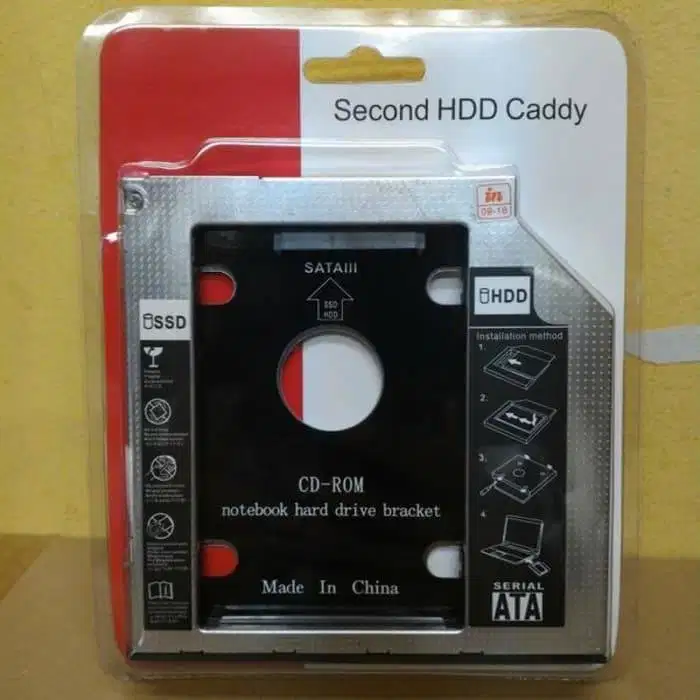 Second HDD Caddy
in
09-16
SATAIII
SSD
HDD
SSD
HDD
Installation method
1.
2.
3.
4.
CD-ROM
notebook hard drive bracket
Made In China
SERIAL
ATA